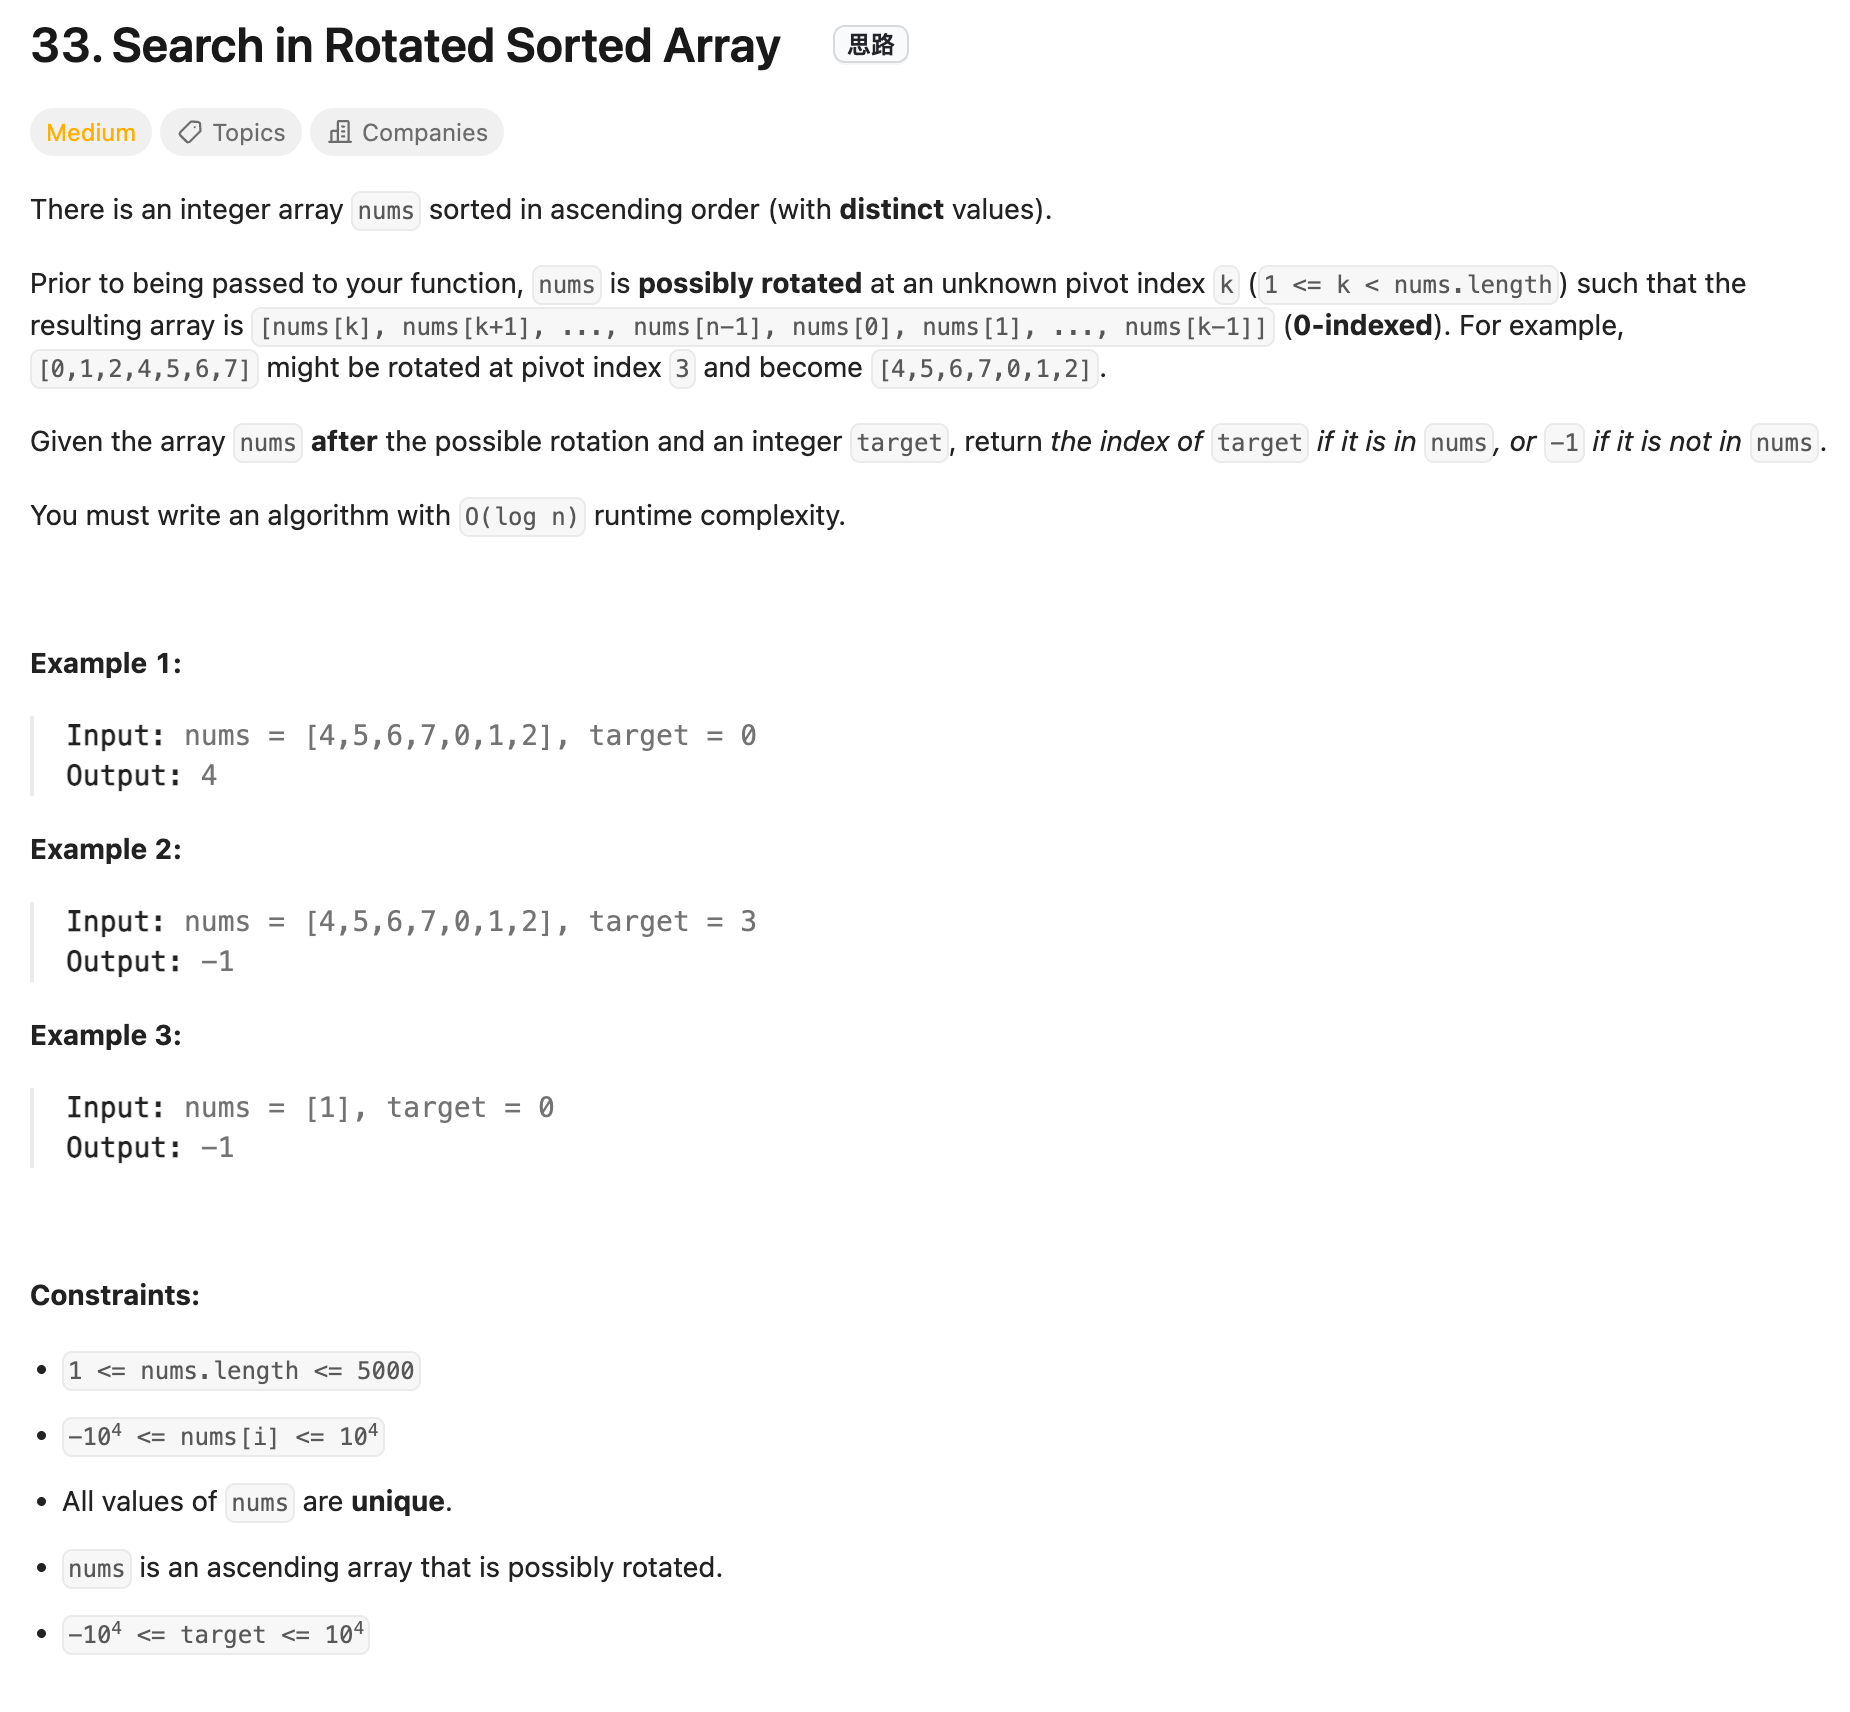 33. Search in Rotated Sorted Array 思路
Medium Topics Companies
There is an integer array nums sorted in ascending order (with distinct values).
Prior to being passed to your function, nums is possibly rotated at an unknown pivot index k (1 <= k < nums.length) such that the
resulting array is [nums[k], nums[k+1], ..., nums[n-1], nums[0], nums[1], ..., nums[k-1]] (0-indexed). For example,
[0,1,2,4,5,6,7] might be rotated at pivot index 3 and become [4,5,6,7,0,1,2].
Given the array nums after the possible rotation and an integer target, return the index of target if it is in nums, or -1 if it is not in nums.
You must write an algorithm with O(log n) runtime complexity.
Example 1:
Input: nums = [4,5,6,7,0,1,2], target = 0
Output: 4
Example 2:
Input: nums = [4,5,6,7,0,1,2], target = 3
Output: -1
Example 3:
Input: nums = [1], target = 0
Output: -1
Constraints:
• 1 <= nums.length <= 5000
• -10⁴ <= nums[i] <= 10⁴
• All values of nums are unique.
• nums is an ascending array that is possibly rotated.
• -10⁴ <= target <= 10⁴